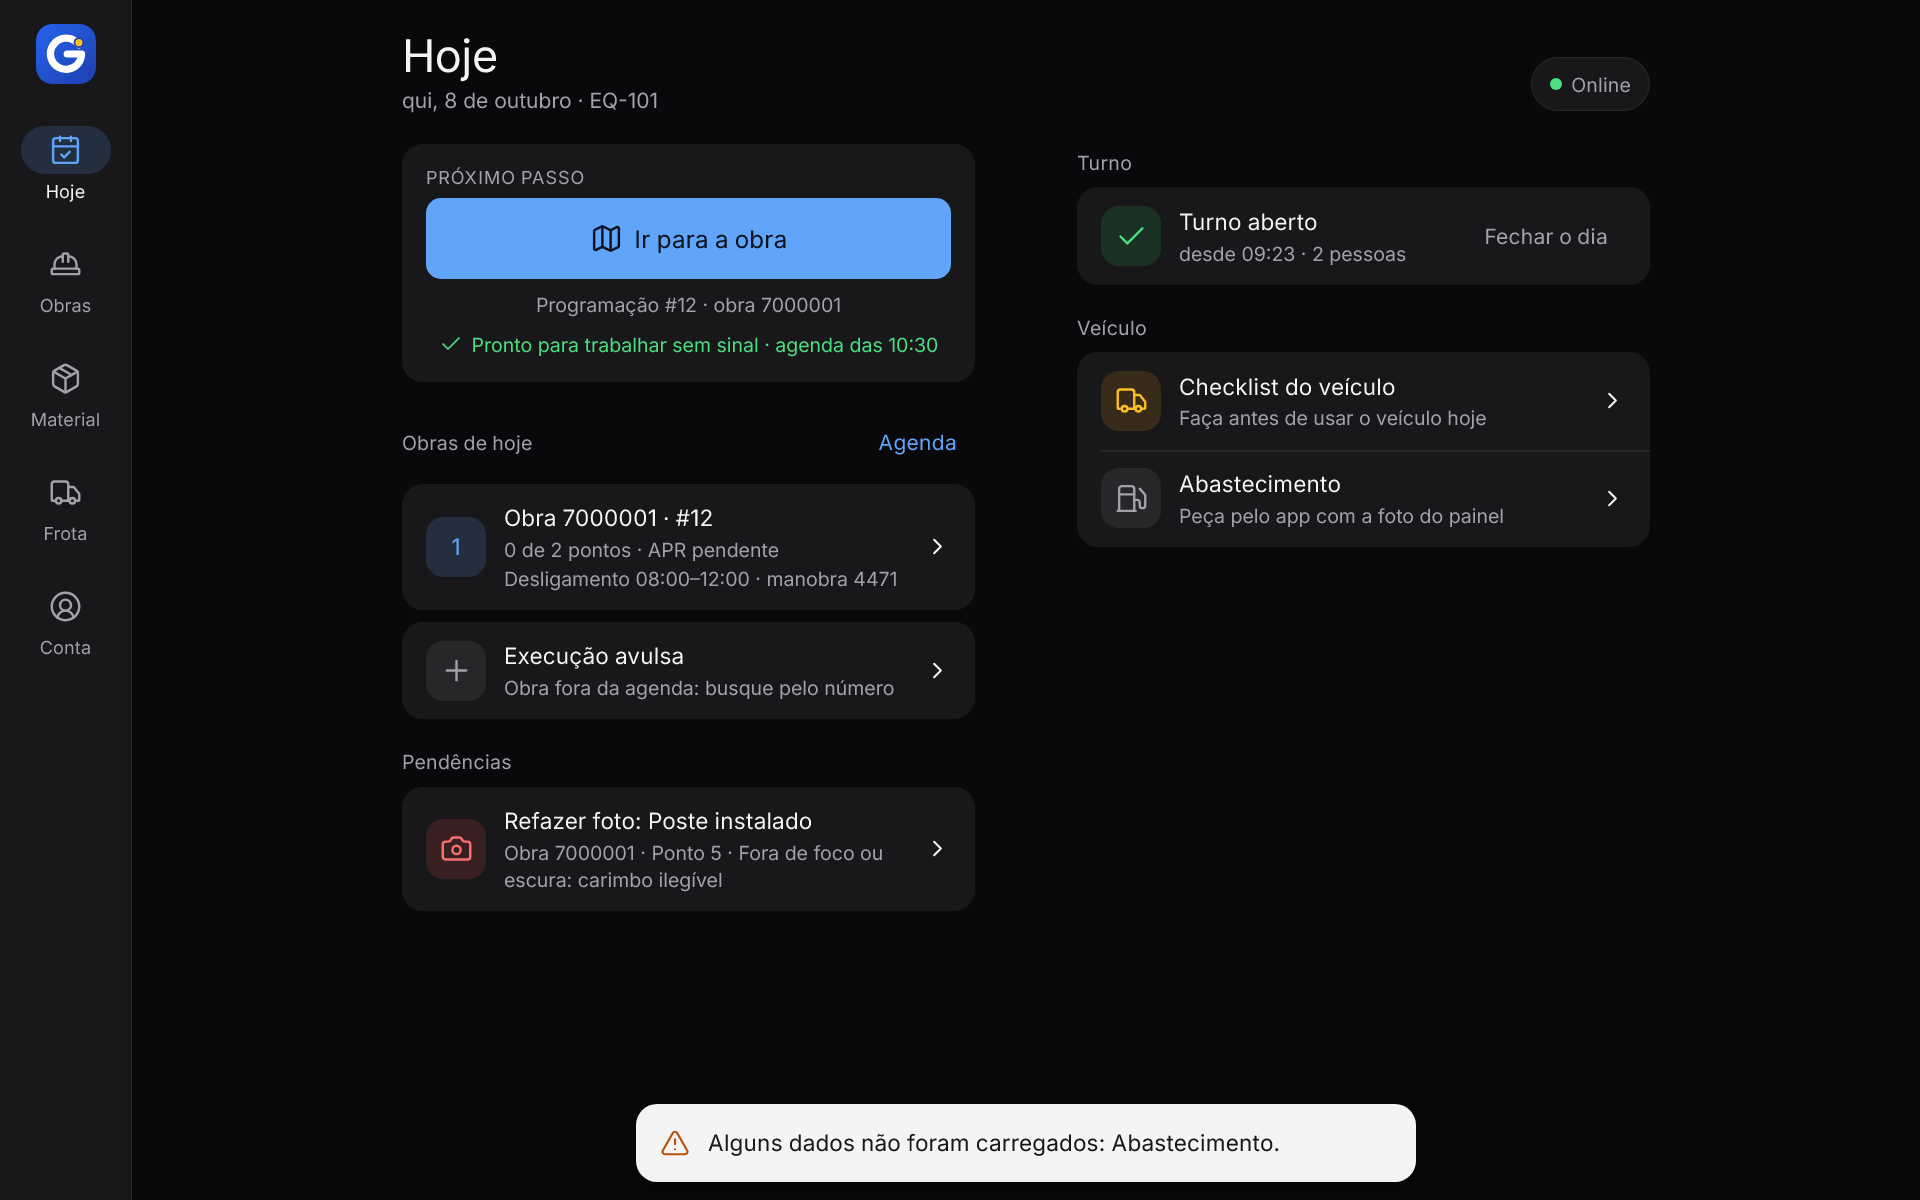 G
Hoje
Obras
Material
Frota
Conta
Hoje
qui, 8 de outubro · EQ-101
Online
PRÓXIMO PASSO
Ir para a obra
Programação #12 · obra 7000001
Pronto para trabalhar sem sinal · agenda das 10:30
Obras de hoje
Agenda
1
Obra 7000001 · #12
0 de 2 pontos · APR pendente
Desligamento 08:00–12:00 · manobra 4471
Execução avulsa
Obra fora da agenda: busque pelo número
Pendências
Refazer foto: Poste instalado
Obra 7000001 · Ponto 5 · Fora de foco ou
escura: carimbo ilegível
Turno
Turno aberto
desde 09:23 · 2 pessoas
Fechar o dia
Veículo
Checklist do veículo
Faça antes de usar o veículo hoje
Abastecimento
Peça pelo app com a foto do painel
Alguns dados não foram carregados: Abastecimento.